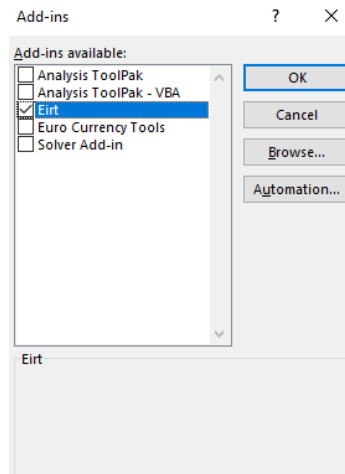 Add-ins ?
Add-ins available:
Analysis ToolPak
Analysis ToolPak - VBA
Eirt
Euro Currency Tools
Solver Add-in
OK
Cancel
Browse...
Automation...
Eirt